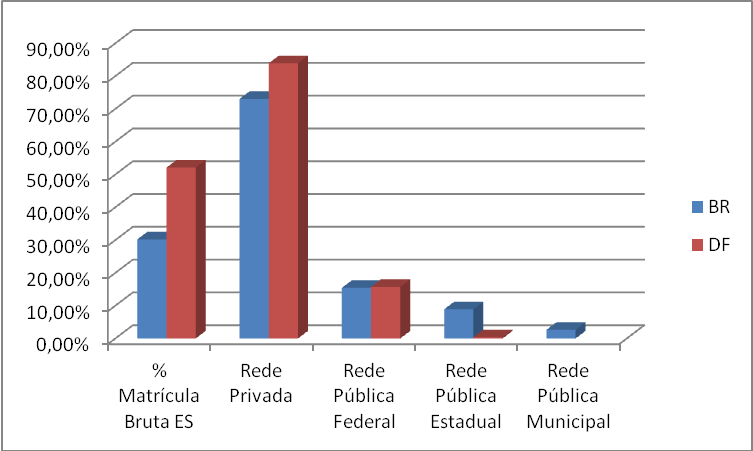 90,00%
80,00%
70,00%
60,00%
50,00%
40,00%
30,00%
20,00%
10,00%
0,00%
%
Matrícula
Bruta ES
Rede
Privada
Rede
Pública
Federal
Rede
Pública
Estadual
Rede
Pública
Municipal
BR
DF